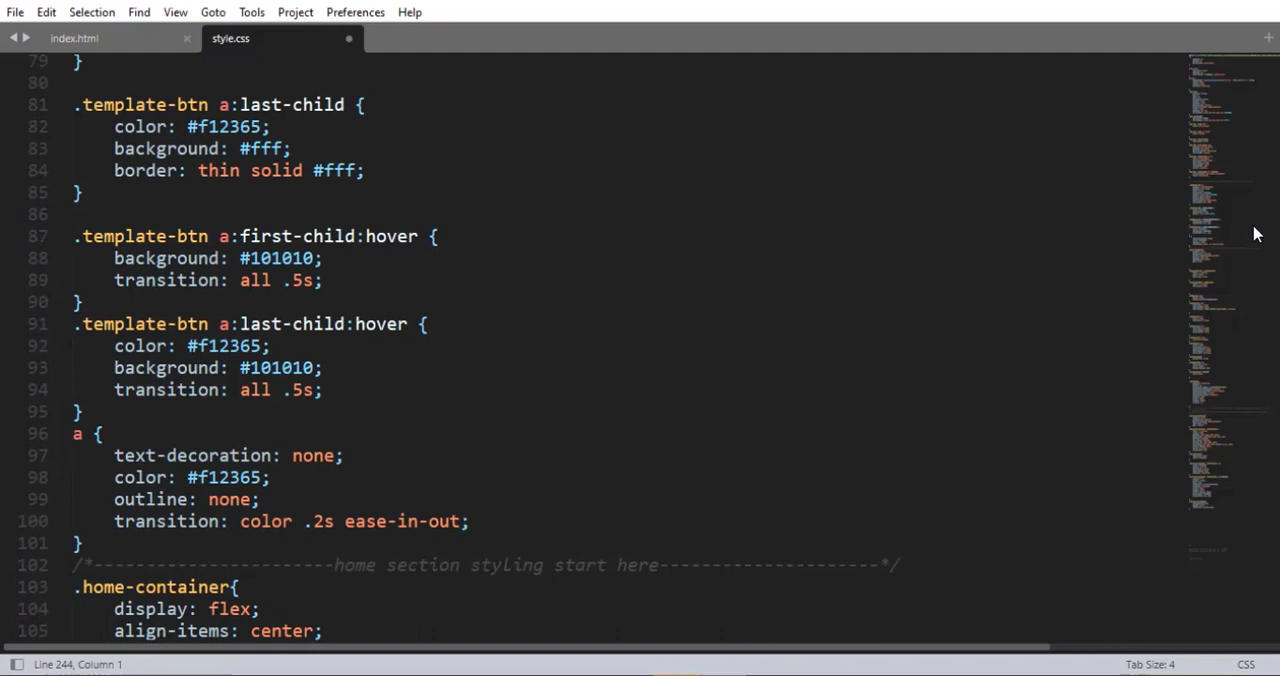 File Edit Selection Find View Goto Tools Project Preferences Help
index.html × style.css
79 }
80
81 .template-btn a:last-child {
82 color: #f12365;
83 background: #fff;
84 border: thin solid #fff;
85 }
86
87 .template-btn a:first-child:hover {
88 background: #101010;
89 transition: all .5s;
90 }
91 .template-btn a:last-child:hover {
92 color: #f12365;
93 background: #101010;
94 transition: all .5s;
95 }
96 a {
97 text-decoration: none;
98 color: #f12365;
99 outline: none;
100 transition: color .2s ease-in-out;
101 }
102 /*-----------------------home section styling start here---------------------*/
103 .home-container{
104 display: flex;
105 align-items: center;
Line 244, Column 1 Tab Size: 4 CSS